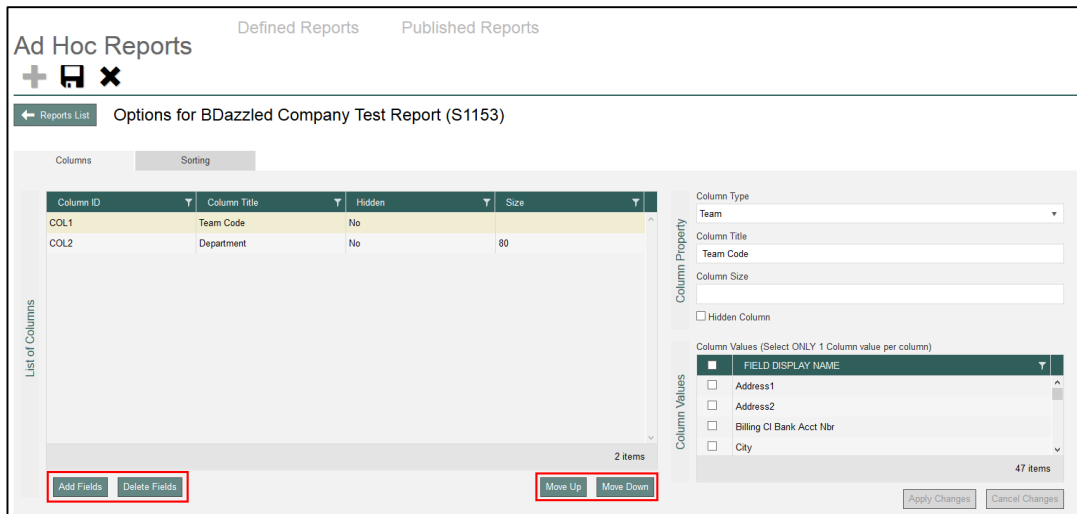 Defined Reports Published Reports
Ad Hoc Reports
Reports List Options for BDazzled Company Test Report (S1153)
Columns Sorting
List of Columns
Column ID Column Title Hidden Size
COL1 Team Code No
COL2 Department No 80
2 items
Add Fields Delete Fields Move Up Move Down
Column Property
Column Type
Team
Column Title
Team Code
Column Size
Hidden Column
Column Values
Column Values (Select ONLY 1 Column value per column)
FIELD DISPLAY NAME
Address1
Address2
Billing Cl Bank Acct Nbr
City
47 items
Apply Changes Cancel Changes